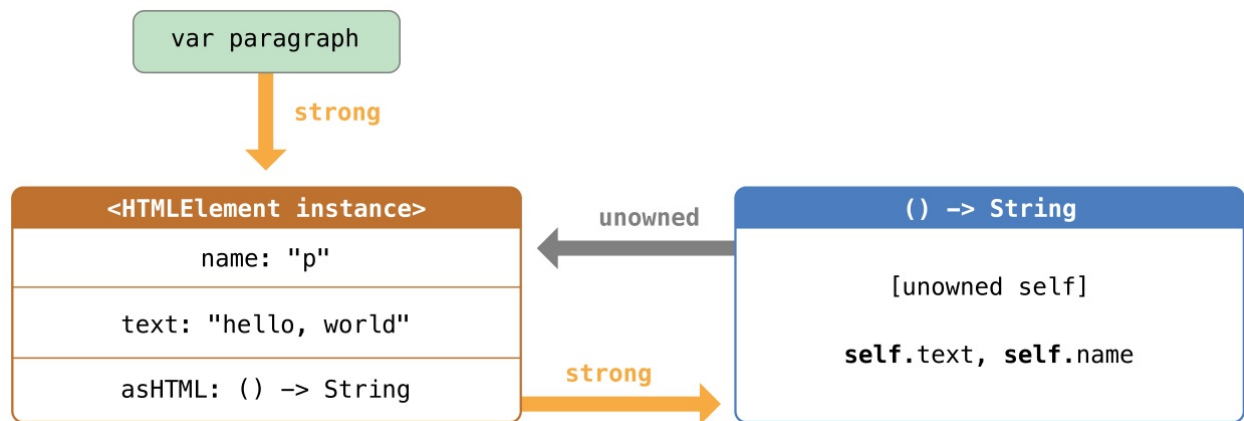 var paragraph
strong
<HTMLElement instance>
name: "p"
text: "hello, world"
asHTML: () -> String
unowned
strong
() -> String
[unowned self]
self.text, self.name